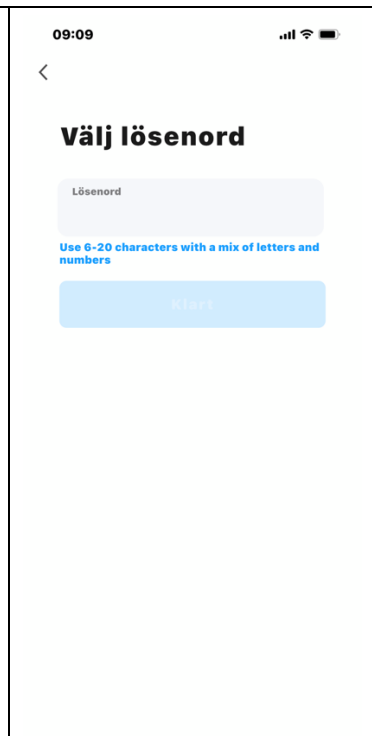 09:09
Välj lösenord
Lösenord
Use 6-20 characters with a mix of letters and
numbers
Klart